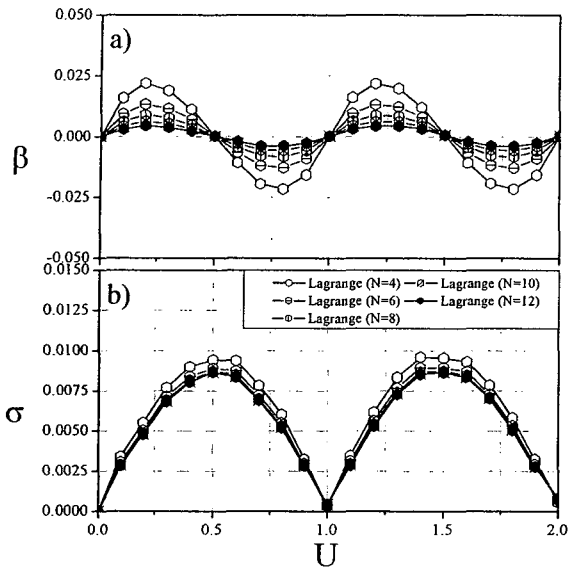 0.050
a)
0.025
0.000
β
-0.025
-0.050
0.0150
b)
Lagrange (N=4) Lagrange (N=10)
Lagrange (N=6) Lagrange (N=12)
Lagrange (N=8)
0.0125
0.0100
0.0075
σ
0.0050
0.0025
0.0000
0.0 0.5 1.0 1.5 2.0
U